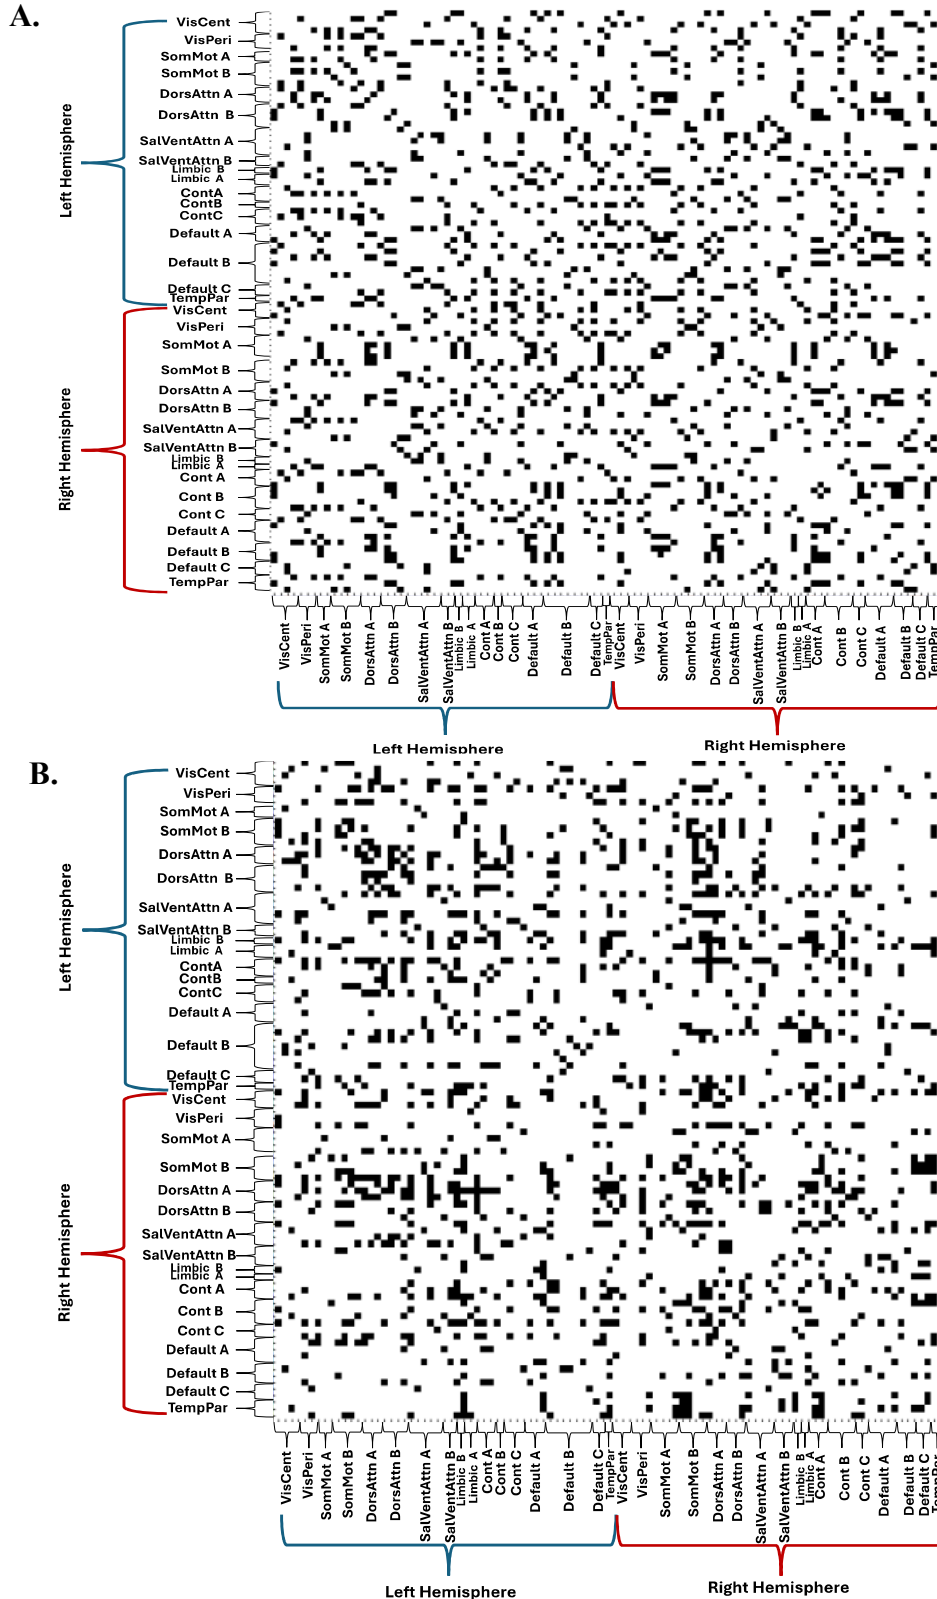 A.
VisCent
VisPeri
SomMot A
SomMot B
DorsAttn A
DorsAttn B
SalVentAttn A
SalVentAttn B
Limbic B
Limbic A
ContA
ContB
ContC
Default A
Default B
Default C
TempPar
VisCent
VisPeri
SomMot A
SomMot B
DorsAttn A
DorsAttn B
SalVentAttn A
SalVentAttn B
Limbic B
Limbic A
Cont A
Cont B
Cont C
Default A
Default B
Default C
TempPar
Left Hemisphere
Right Hemisphere
VisCent
VisPeri
SomMot A
SomMot B
DorsAttn A
DorsAttn B
SalVentAttn A
SalVentAttn B
Limbic B
Limbic A
Cont A
Cont B
Cont C
Default A
Default B
Default C
TempPar
VisCent
VisPeri
SomMot A
SomMot B
DorsAttn A
DorsAttn B
SalVentAttn A
SalVentAttn B
Limbic B
Limbic A
Cont A
Cont B
Cont C
Default A
Default B
Default C
TempPar
Left Hemisphere
Right Hemisphere
B.
VisCent
VisPeri
SomMot A
SomMot B
DorsAttn A
DorsAttn B
SalVentAttn A
SalVentAttn B
Limbic B
Limbic A
ContA
ContB
ContC
Default A
Default B
Default C
TempPar
VisCent
VisPeri
SomMot A
SomMot B
DorsAttn A
DorsAttn B
SalVentAttn A
SalVentAttn B
Limbic B
Limbic A
Cont A
Cont B
Cont C
Default A
Default B
Default C
TempPar
Left Hemisphere
Right Hemisphere
VisCent
VisPeri
SomMot A
SomMot B
DorsAttn A
DorsAttn B
SalVentAttn A
SalVentAttn B
Limbic B
Limbic A
Cont A
Cont B
Cont C
Default A
Default B
Default C
TempPar
VisCent
VisPeri
SomMot A
SomMot B
DorsAttn A
DorsAttn B
SalVentAttn A
SalVentAttn B
Limbic B
Limbic A
Cont A
Cont B
Cont C
Default A
Default B
Default C
TempPar
Left Hemisphere
Right Hemisphere